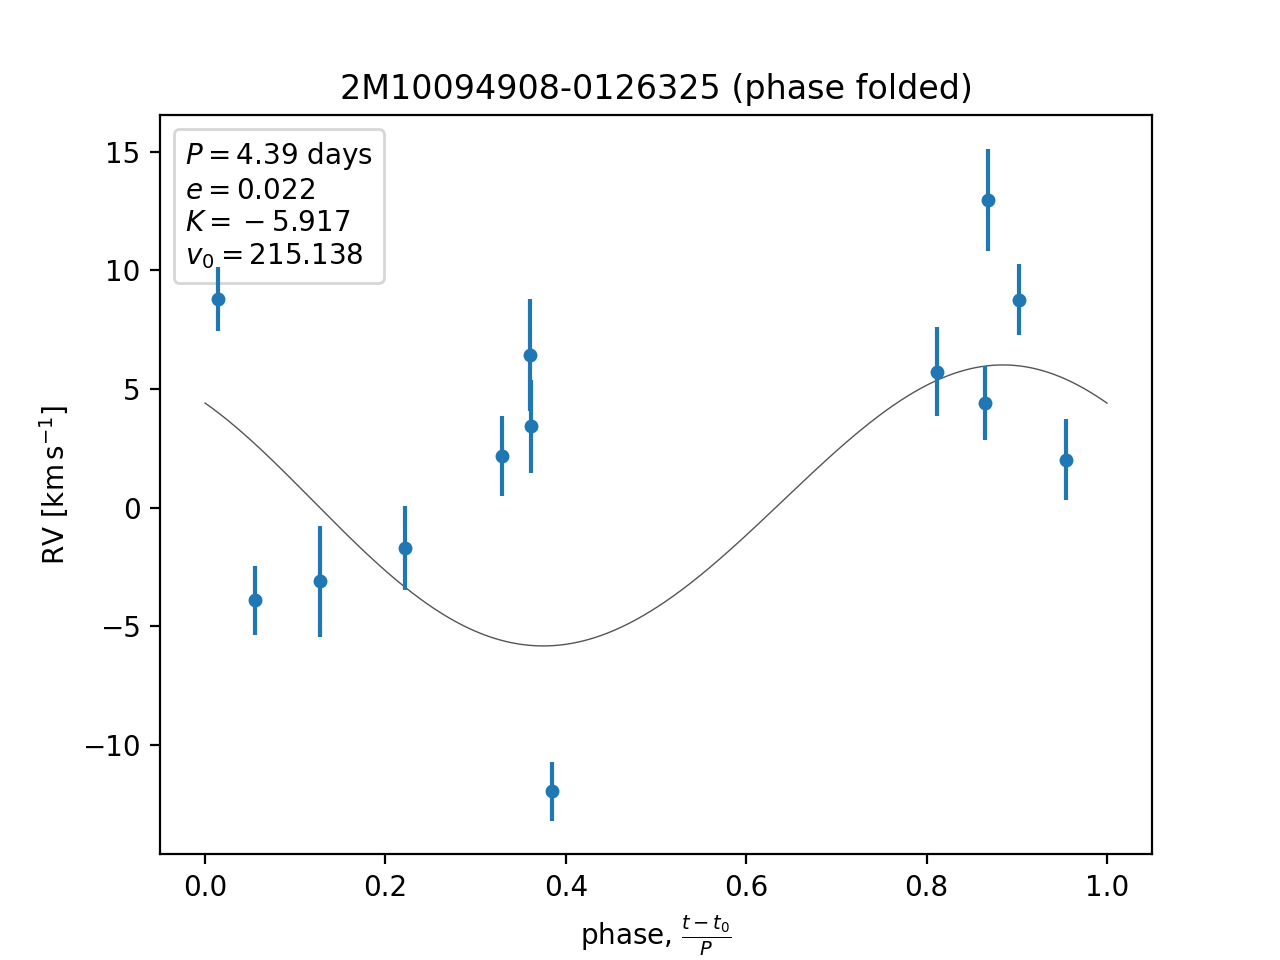 2M10094908-0126325 (phase folded)
P = 4.39 days
e = 0.022
K = −5.917
v₀ = 215.138
15
10
5
0
−5
−10
RV [km s⁻¹]
0.0 0.2 0.4 0.6 0.8 1.0
phase, (t − t₀)/P